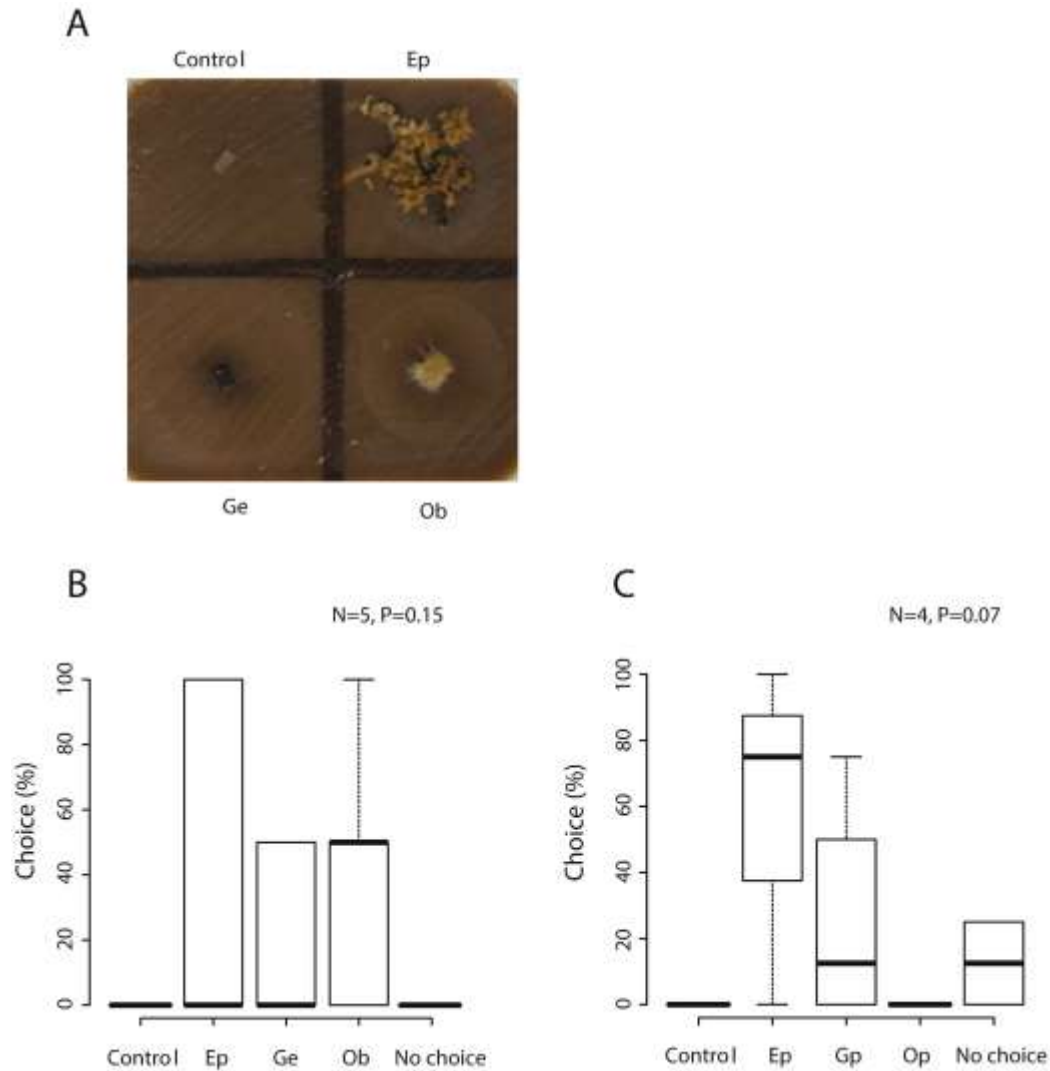 A
Control Ep
Ge Ob
B
N=5, P=0.15
Choice (%)
100
80
60
40
20
0
Control Ep Ge Ob No choice
C
N=4, P=0.07
Choice (%)
100
80
60
40
20
0
Control Ep Gp Op No choice